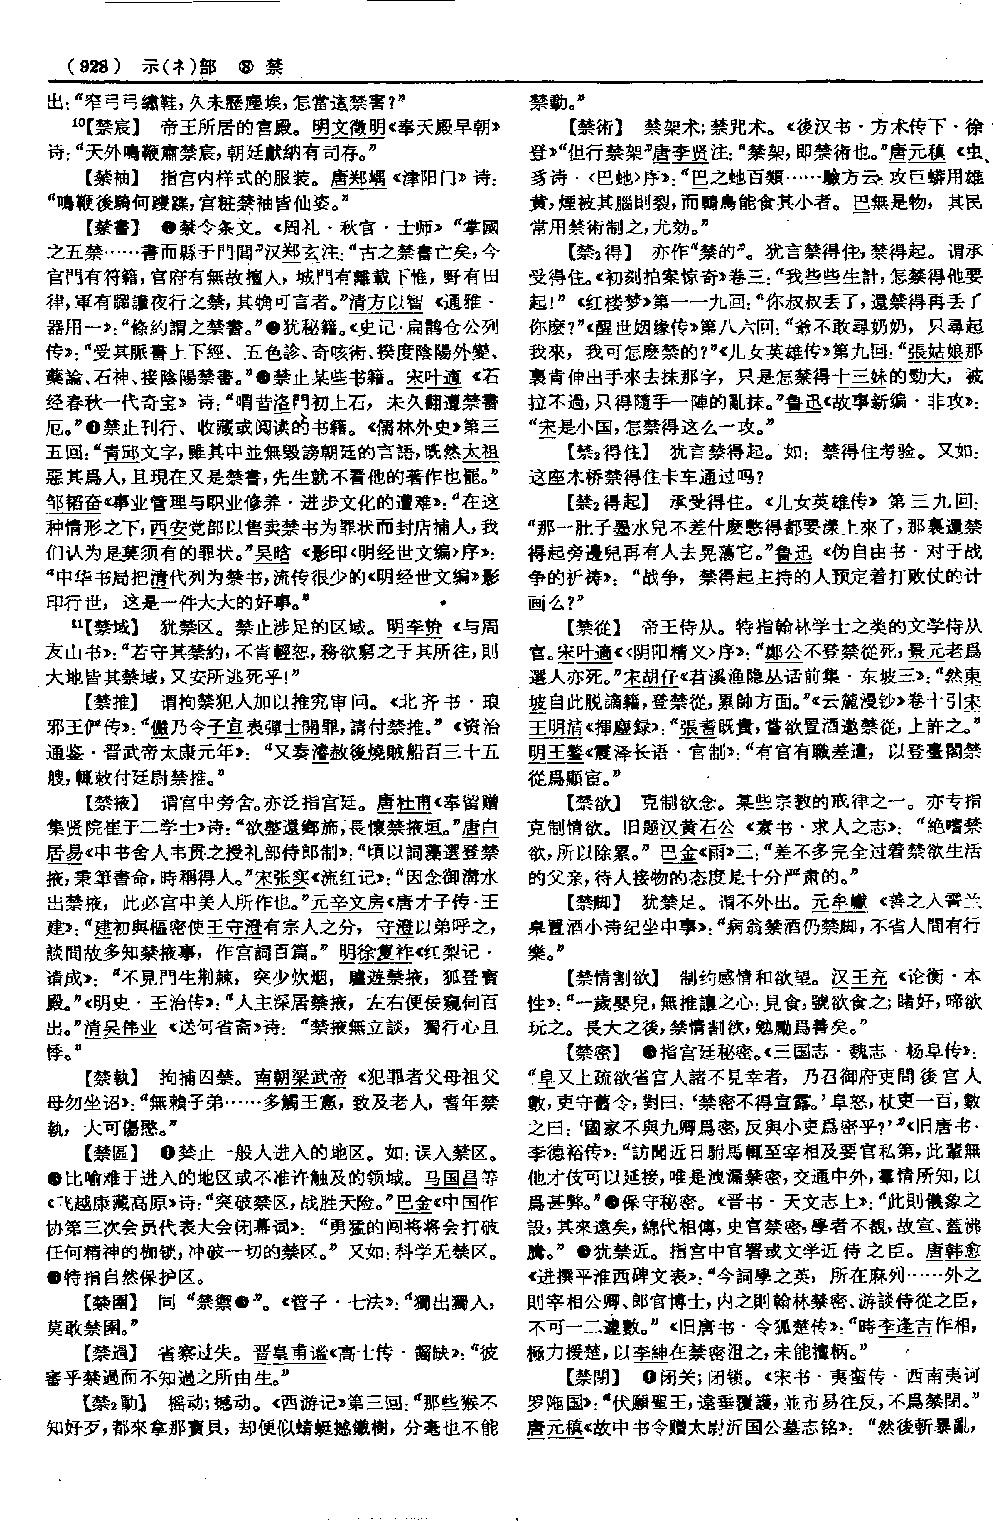 (928) 示(礻)部 ⑧ 禁
出:“窄弓弓繡鞋,久未歷塵埃,怎當這禁害?”
¹⁰【禁宸】 帝王所居的宫殿。明文徵明《奉天殿早朝》
诗:“天外鳴鞭肅禁宸,朝廷獻納有司存。”
【禁袖】 指宫内样式的服装。唐郑嵎《津阳门》诗:
“鳴鞭後騎何躞蹀,宫粧禁袖皆仙姿。”
【禁書】 ❶禁令条文。《周礼·秋官·士师》“掌國
之五禁……書而縣于門閭”汉郑玄注:“古之禁書亡矣,今
官門有符籍,官府有無故擅入,城門有離載下帷,野有田
律,軍有囂讙夜行之禁,其觕可言者。”清方以智《通雅·
器用一》:“條約謂之禁書。”❷犹秘籍。《史记·扁鹊仓公列
传》:“受其脈書上下經、五色診、奇咳術、揆度陰陽外變、
藥論、石神、接陰陽禁書。”❸禁止某些书籍。宋叶適《石
经春秋一代奇宝》诗:“唶昔洛門初上石,未久翻遭禁書
厄。”❹禁止刊行、收藏或阅读的书籍。《儒林外史》第三
五回:“青邱文字,雖其中並無毁謗朝廷的言語,既然太祖
惡其爲人,且現在又是禁書,先生就不看他的著作也罷。”
邹韬奋《事业管理与职业修养·进步文化的遭难》:“在这
种情形之下,西安党部以售卖禁书为罪状而封店捕人,我
们认为是莫须有的罪状。”吴晗《影印〈明经世文编〉序》:
“中华书局把清代列为禁书,流传很少的《明经世文编》影
印行世,这是一件大大的好事。”
¹¹【禁域】 犹禁区。禁止涉足的区域。明李贽《与周
友山书》:“若守其禁約,不肯輕恕,務欲窮之于其所往,則
大地皆其禁域,又安所逃死乎!”
【禁推】 谓拘禁犯人加以推究审问。《北齐书·琅
邪王俨传》:“儼乃令子宜表彈士開罪,請付禁推。”《资治
通鉴·晋武帝太康元年》:“又奏濬赦後燒賊船百三十五
艘,輒敕付廷尉禁推。”
【禁掖】 谓宫中旁舍。亦泛指宫廷。唐杜甫《奉留赠
集贤院崔于二学士》诗:“欲整還鄉旆,長懷禁掖垣。”唐白
居易《中书舍人韦贯之授礼部侍郎制》:“頃以詞藻選登禁
掖,秉筆書命,時稱得人。”宋张实《流红记》:“因念御溝水
出禁掖,此必宫中美人所作也。”元辛文房《唐才子传·王
建》:“建初與樞密使王守澄有宗人之分,守澄以弟呼之,
談間故多知禁掖事,作宫詞百篇。”明徐复祚《红梨记·
请成》:“不見門生荆棘,突少炊烟,驢遊禁掖,狐登寳
殿。”《明史·王治传》:“人主深居禁掖,左右便佞窺伺百
出。”清吴伟业《送何省斋》诗:“禁掖無立談,獨行心且
悸。”
【禁執】 拘捕囚禁。南朝梁武帝《犯罪者父母祖父
母勿坐诏》:“無賴子弟……多觸王憲,致及老人,耆年禁
執,大可傷愍。”
【禁區】 ❶禁止一般人进入的地区。如:误入禁区。
❷比喻难于进入的地区或不准许触及的领域。马国昌等
《飞越康藏高原》诗:“突破禁区,战胜天险。”巴金《中国作
协第三次会员代表大会闭幕词》:“勇猛的闯将将会打破
任何精神的枷锁,冲破一切的禁区。”又如:科学无禁区。
❸特指自然保护区。
【禁圉】 同“禁禦❶”。《管子·七法》:“獨出獨入,
莫敢禁圉。”
【禁過】 省察过失。晋皇甫谧《高士传·齧缺》:“彼
審乎禁過而不知過之所由生。”
【禁₂動】 摇动;撼动。《西游记》第三回:“那些猴不
知好歹,都來拿那寶貝,却便似蜻蜓撼鐵樹,分毫也不能
禁動。”
【禁術】 禁架术;禁咒术。《後汉书·方术传下·徐
登》“但行禁架”唐李贤注:“禁架,即禁術也。”唐元稹《虫
豸诗·〈巴蛇〉序》:“巴之蛇百類……驗方云攻巨蟒用雄
黄,煙被其腦則裂,而鶪鳥能食其小者。巴無是物,其民
常用禁術制之,尤効。”
【禁₂得】 亦作“禁的”。犹言禁得住,禁得起。谓承
受得住。《初刻拍案惊奇》卷三:“我些些生計,怎禁得他要
起!”《红楼梦》第一一九回:“你叔叔丢了,還禁得再丢了
你麽?”《醒世姻缘传》第八六回:“爺不敢尋奶奶,只尋起
我來,我可怎麽禁的?”《儿女英雄传》第九回:“張姑娘那
裏肯伸出手來去抹那字,只是怎禁得十三妹的勁大,被
拉不過,只得隨手一陣的亂抹。”鲁迅《故事新编·非攻》:
“宋是小国,怎禁得这么一攻。”
【禁₂得住】 犹言禁得起。如:禁得住考验。又如:
这座木桥禁得住卡车通过吗?
【禁₂得起】 承受得住。《儿女英雄传》第三九回:
“那一肚子墨水兒不差什麽憋得都要漾上來了,那裏還禁
得起旁邊兒再有人去晃蕩它。”鲁迅《伪自由书·对于战
争的祈祷》:“战争,禁得起主持的人预定着打败仗的计
画么?”
【禁從】 帝王侍从。特指翰林学士之类的文学侍从
官。宋叶適《〈阴阳精义〉序》:“鄭公不登禁從死,景元老爲
選人亦死。”宋胡仔《苕溪渔隐丛话前集·东坡三》:“然東
坡自此脱謫籍,登禁從,累帥方面。”《云麓漫钞》卷十引宋
王明清《揮塵録》:“張耆既貴,嘗欲置酒邀禁從,上許之。”
明王鏊《震泽长语·官制》:“有官有職差遣,以登臺閣禁
從爲顯宦。”
【禁欲】 克制欲念。某些宗教的戒律之一。亦专指
克制情欲。旧题汉黄石公《素书·求人之志》:“絶嗜禁
欲,所以除累。”巴金《雨》二:“差不多完全过着禁欲生活
的父亲,待人接物的态度是十分严肃的。”
【禁脚】 犹禁足。谓不外出。元牟巘《善之入晋兰
皋置酒小诗纪坐中事》:“病翁禁酒仍禁脚,不省人間有行
樂。”
【禁情割欲】 制约感情和欲望。汉王充《论衡·本
性》:“一歲嬰兒,無推讓之心;見食,號欲食之;睹好,啼欲
玩之。長大之後,禁情割欲,勉勵爲善矣。”
【禁密】 ❶指宫廷秘密。《三国志·魏志·杨阜传》:
“阜又上疏欲省宫人諸不見幸者,乃召御府吏問後宫人
數,吏守舊令,對曰:‘禁密不得宣露。’阜怒,杖吏一百,數
之曰:‘國家不與九卿爲密,反與小吏爲密乎?’”《旧唐书·
李德裕传》:“訪聞近日駙馬輒至宰相及要官私第,此輩無
他才伎可以延接,唯是洩漏禁密,交通中外,羣情所知,以
爲甚弊。”❷保守秘密。《晋书·天文志上》:“此則儀象之
設,其來遠矣,綿代相傳,史官禁密,學者不覩,故宣、蓋沸
騰。”❸犹禁近。指宫中官署或文学近侍之臣。唐韩愈
《进撰平淮西碑文表》:“今詞學之英,所在麻列……外之
則宰相公卿、郎官博士,内之則翰林禁密、游談侍從之臣,
不可一二遽數。”《旧唐书·令狐楚传》:“時李逢吉作相,
極力援楚,以李紳在禁密沮之,未能擅柄。”
【禁閉】 ❶闭关;闭锁。《宋书·夷蛮传·西南夷诃
罗陁国》:“伏願聖王,遠垂覆護,並市易往反,不爲禁閉。”
唐元稹《故中书令赠太尉沂国公墓志铭》:“然後斬暴亂,